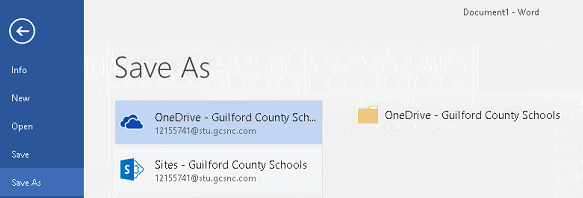 Document1 - Word
Info
New
Open
Save
Save As
Save As
OneDrive - Guilford County Sch...
12155741@stu.gcsnc.com
Sites - Guilford County Schools
12155741@stu.gcsnc.com
OneDrive - Guilford County Schools